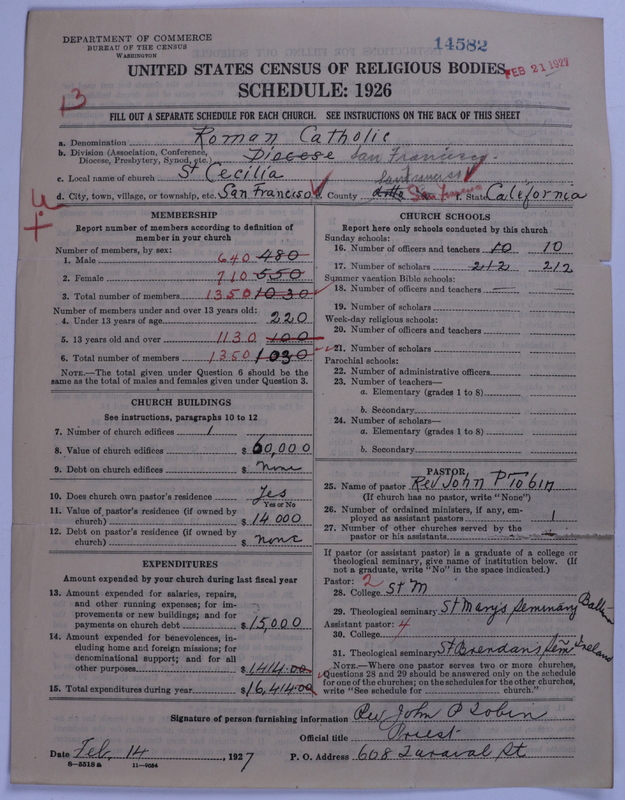 DEPARTMENT OF COMMERCE
BUREAU OF THE CENSUS
WASHINGTON
14582
FEB 21 1927
UNITED STATES CENSUS OF RELIGIOUS BODIES
SCHEDULE: 1926
13
FILL OUT A SEPARATE SCHEDULE FOR EACH CHURCH. SEE INSTRUCTIONS ON THE BACK OF THIS SHEET
a. Denomination Roman Catholic
b. Division (Association, Conference, Diocese, Presbytery, Synod, etc.) Diocese San Francisco
c. Local name of church St Cecilia
San Francisco
d. City, town, village, or township, etc. San Francisco e. County ditto San Francisco f. State California
MEMBERSHIP
Report number of members according to definition of member in your church
Number of members, by sex:
1. Male 640 480
2. Female 710 550
3. Total number of members 1350 1030
Number of members under and over 13 years old:
4. Under 13 years of age 220
5. 13 years old and over 1130 100
6. Total number of members 1350 1030
NOTE.—The total given under Question 6 should be the same as the total of males and females given under Question 3.
CHURCH BUILDINGS
See instructions, paragraphs 10 to 12
7. Number of church edifices 1
8. Value of church edifices $ 60,000
9. Debt on church edifices $ none
10. Does church own pastor's residence Yes
Yes or No
11. Value of pastor's residence (if owned by church) $ 14000
12. Debt on pastor's residence (if owned by church) $ none
EXPENDITURES
Amount expended by your church during last fiscal year
13. Amount expended for salaries, repairs, and other running expenses; for improvements or new buildings; and for payments on church debt $ 15,000
14. Amount expended for benevolences, including home and foreign missions; for denominational support; and for all other purposes $ 1414.00
15. Total expenditures during year $ 16,414.00
CHURCH SCHOOLS
Report here only schools conducted by this church
Sunday schools:
16. Number of officers and teachers 10 10
17. Number of scholars 212 212
Summer vacation Bible schools:
18. Number of officers and teachers —
19. Number of scholars
Week-day religious schools:
20. Number of officers and teachers
21. Number of scholars
Parochial schools:
22. Number of administrative officers
23. Number of teachers—
a. Elementary (grades 1 to 8)
b. Secondary
24. Number of scholars—
a. Elementary (grades 1 to 8)
b. Secondary
PASTOR
25. Name of pastor Rev John P Tobin
(If church has no pastor, write "None")
26. Number of ordained ministers, if any, employed as assistant pastors 1
27. Number of other churches served by the pastor or his assistants
If pastor (or assistant pastor) is a graduate of a college or theological seminary, give name of institution below. (If not a graduate, write "No" in the space indicated.)
Pastor: 2
28. College St M
29. Theological seminary St Mary's Seminary
Assistant pastor: 4
30. College
31. Theological seminary St Brendan's Sem Ireland
NOTE.—Where one pastor serves two or more churches, Questions 28 and 29 should be answered only on the schedule for one of the churches; on the schedules for the other churches, write "See schedule for church."
Signature of person furnishing information Rev John P Tobin
Official title Priest
Date Feb. 14, 1927 P. O. Address 608 Taraval St
8—5518a 11—9084